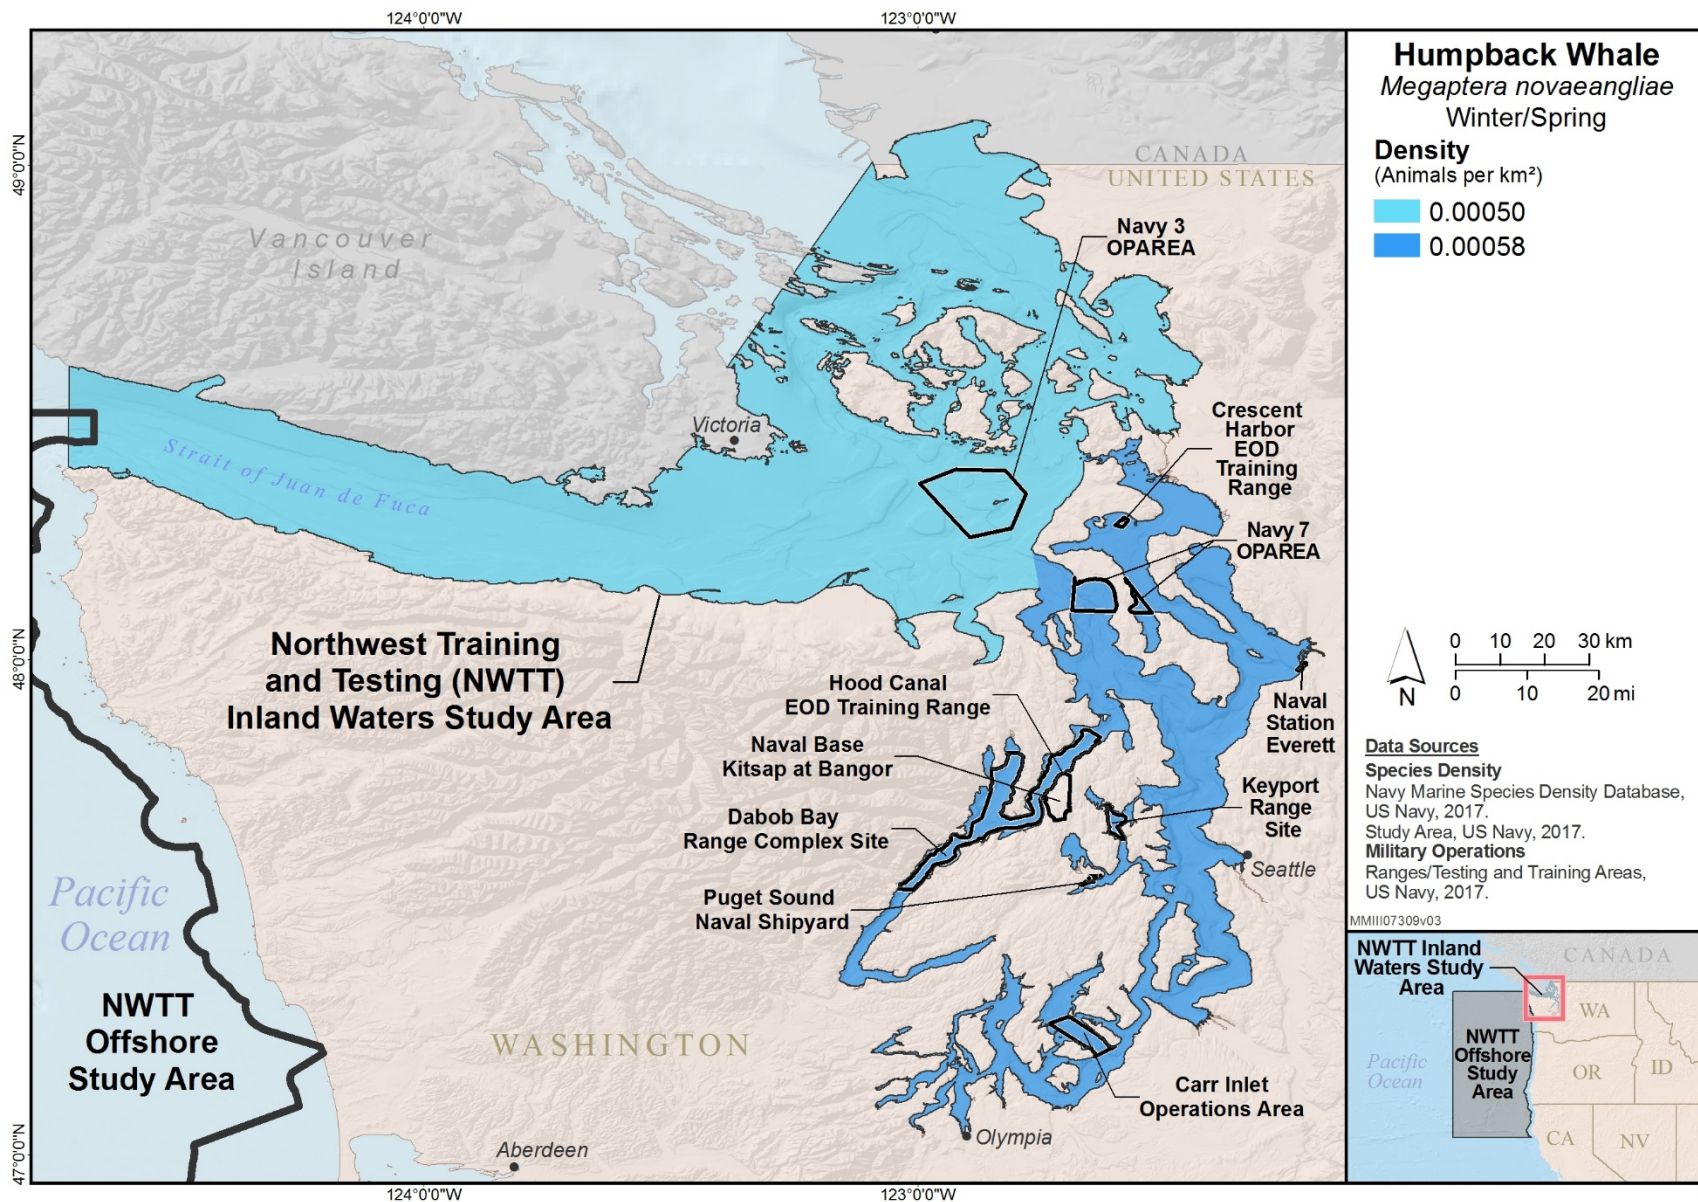 124°0'0"W
123°0'0"W
49°0'0"N
48°0'0"N
47°0'0"N
124°0'0"W
123°0'0"W
CANADA
UNITED STATES
Vancouver
Island
Navy 3
OPAREA
Victoria
Strait of Juan de Fuca
Crescent
Harbor
EOD
Training
Range
Navy 7
OPAREA
Northwest Training
and Testing (NWTT)
Inland Waters Study Area
Hood Canal
EOD Training Range
Naval Base
Kitsap at Bangor
Dabob Bay
Range Complex Site
Puget Sound
Naval Shipyard
Naval
Station
Everett
Keyport
Range
Site
Seattle
Pacific
Ocean
NWTT
Offshore
Study Area
WASHINGTON
Carr Inlet
Operations Area
Olympia
Aberdeen
Humpback Whale
Megaptera novaeangliae
Winter/Spring
Density
(Animals per km²)
0.00050
0.00058
N
0 10 20 30 km
0 10 20 mi
Data Sources
Species Density
Navy Marine Species Density Database,
US Navy, 2017.
Study Area, US Navy, 2017.
Military Operations
Ranges/Testing and Training Areas,
US Navy, 2017.
MMIII07309v03
NWTT Inland
Waters Study
Area
CANADA
WA
NWTT
Offshore
Study
Area
Pacific
Ocean
OR
ID
CA
NV